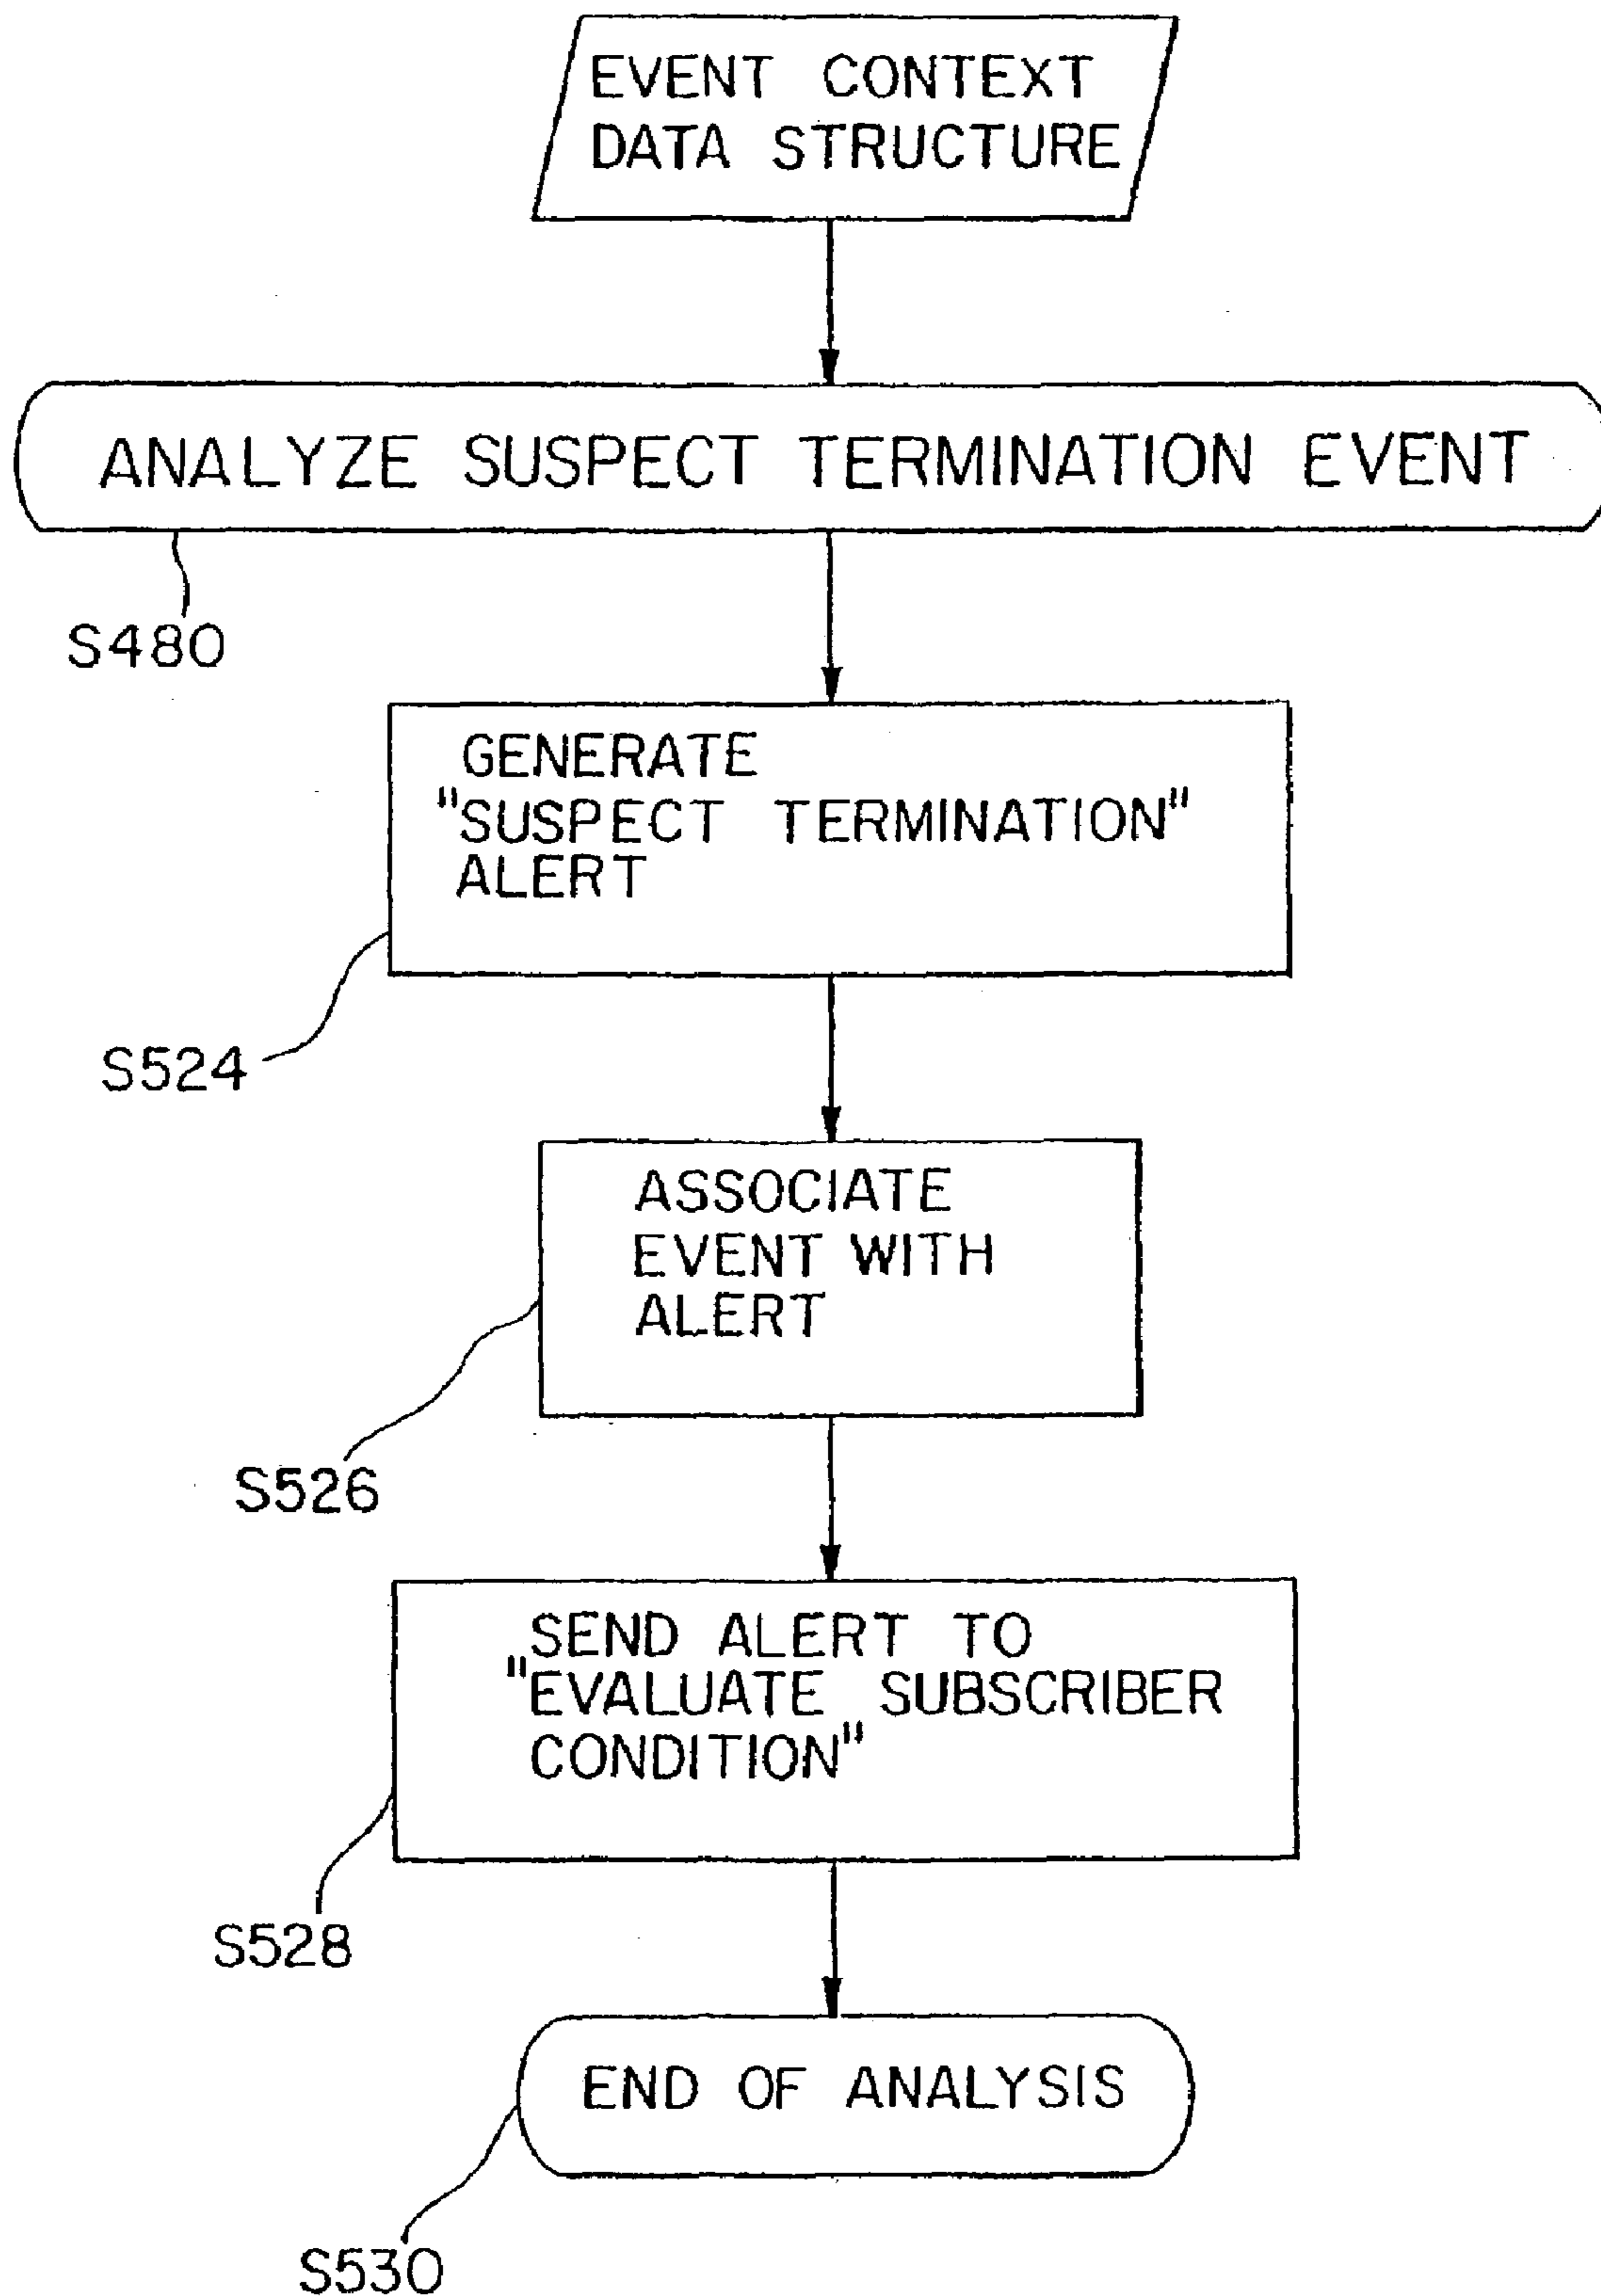 EVENT CONTEXT
DATA STRUCTURE
ANALYZE SUSPECT TERMINATION EVENT
S480
GENERATE
"SUSPECT TERMINATION"
ALERT
S524
ASSOCIATE
EVENT WITH
ALERT
S526
SEND ALERT TO
"EVALUATE SUBSCRIBER
CONDITION"
S528
END OF ANALYSIS
S530